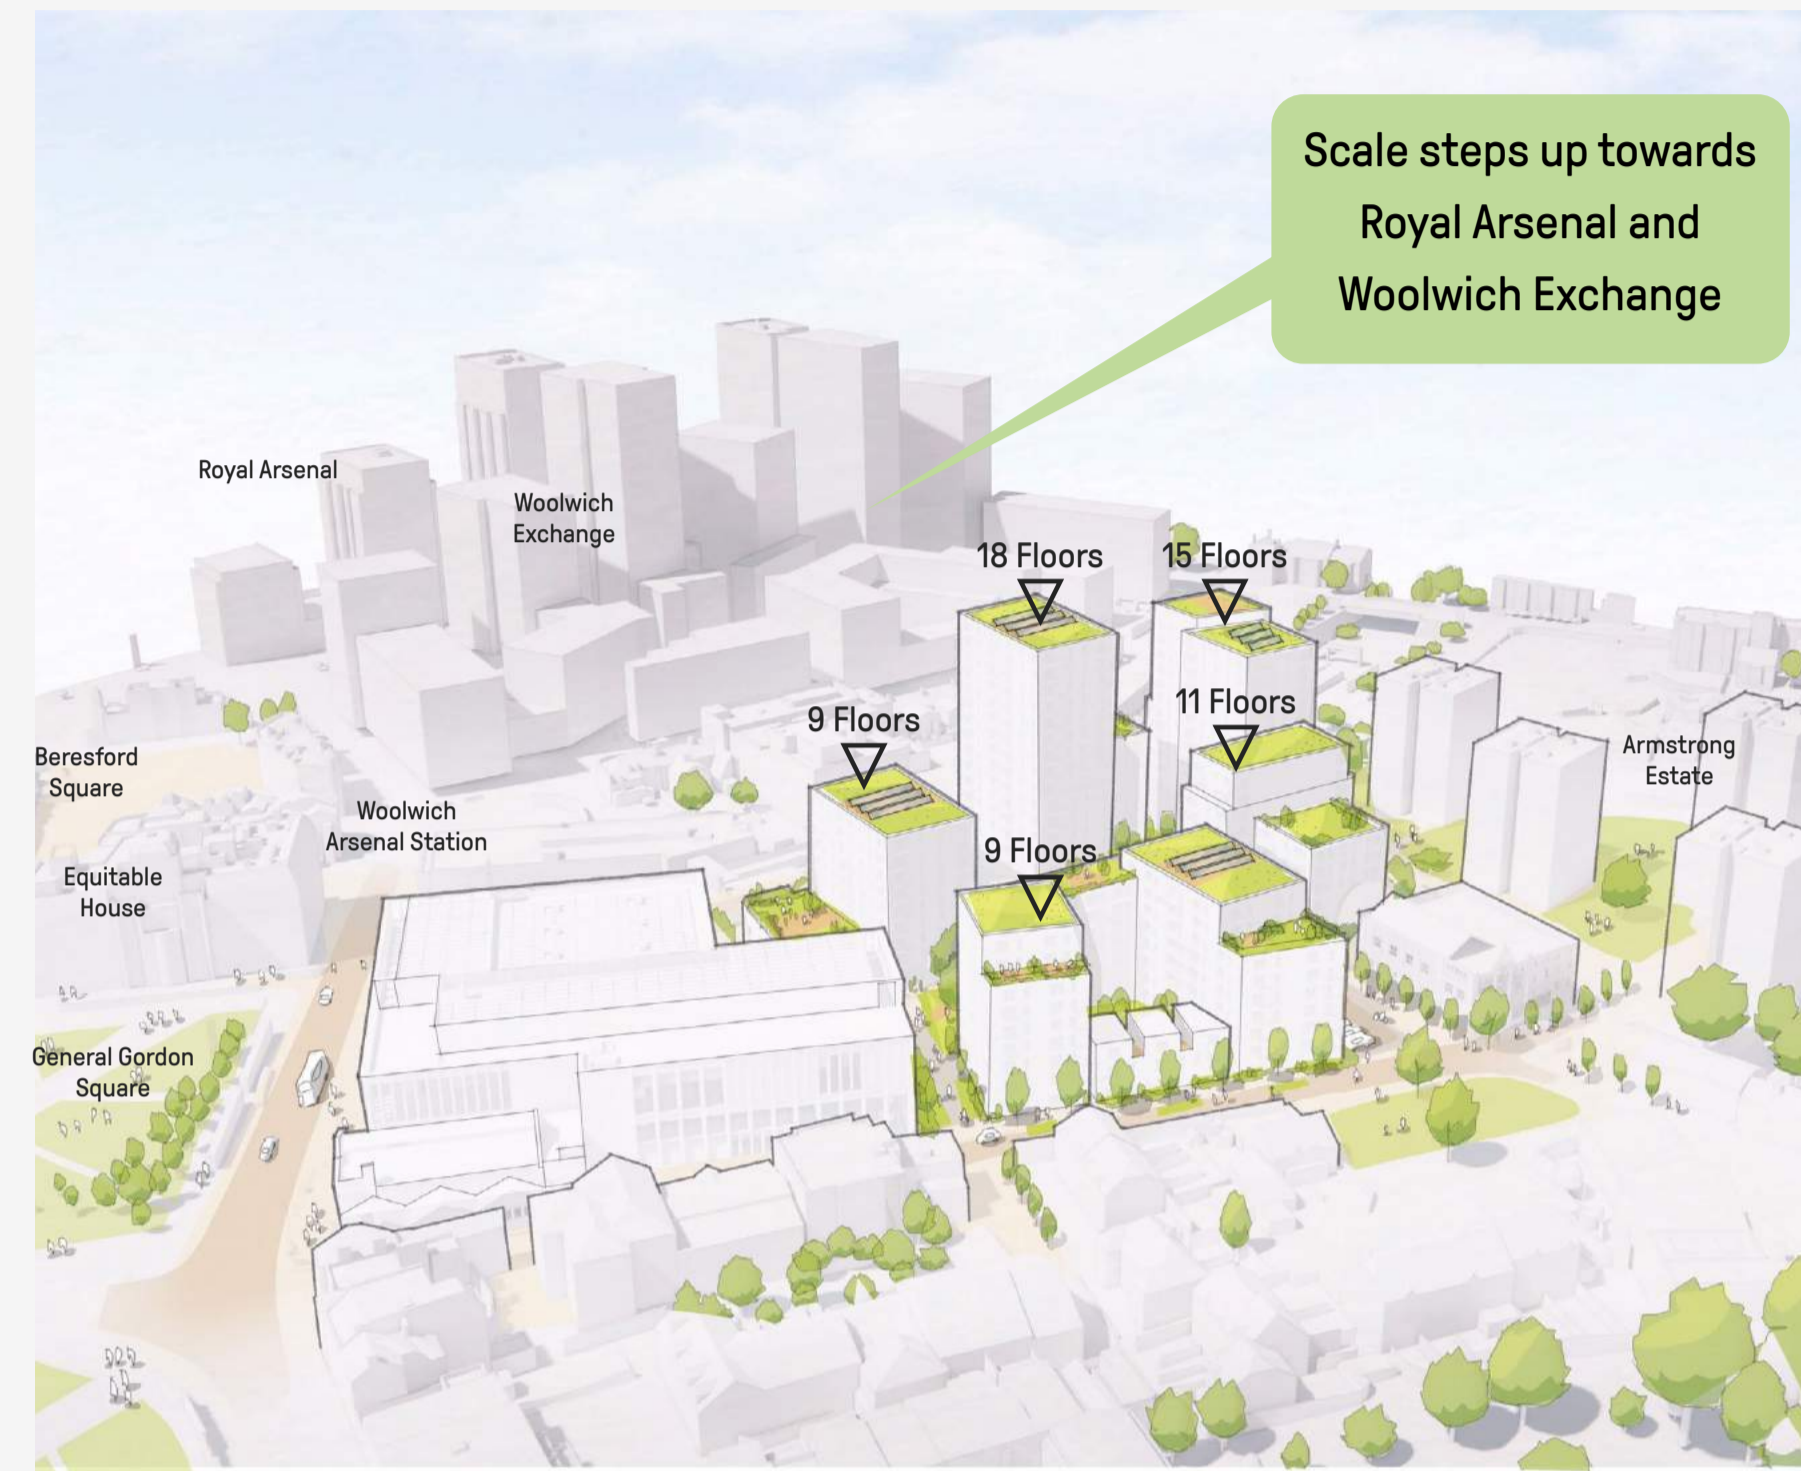 Scale steps up towards
Royal Arsenal and
Woolwich Exchange
Royal Arsenal
Woolwich
Exchange
18 Floors
15 Floors
11 Floors
9 Floors
9 Floors
Beresford
Square
Woolwich
Arsenal Station
Armstrong
Estate
Equitable
House
General Gordon
Square